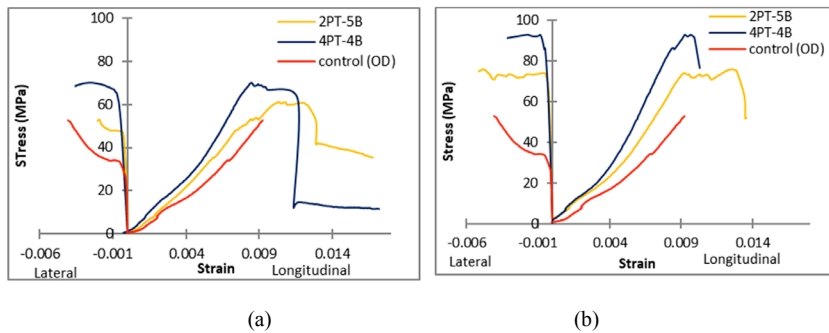 100
80
60
40
20
0
STress (MPa)
2PT-5B
4PT-4B
control (OD)
-0.006
-0.001
0.004
0.009
0.014
Lateral
Strain
Longitudinal
(a)
100
80
60
40
20
0
Stress (MPa)
2PT-5B
4PT-4B
control (OD)
-0.006
-0.001
0.004
0.009
0.014
Lateral
Strain
Longitudinal
(b)